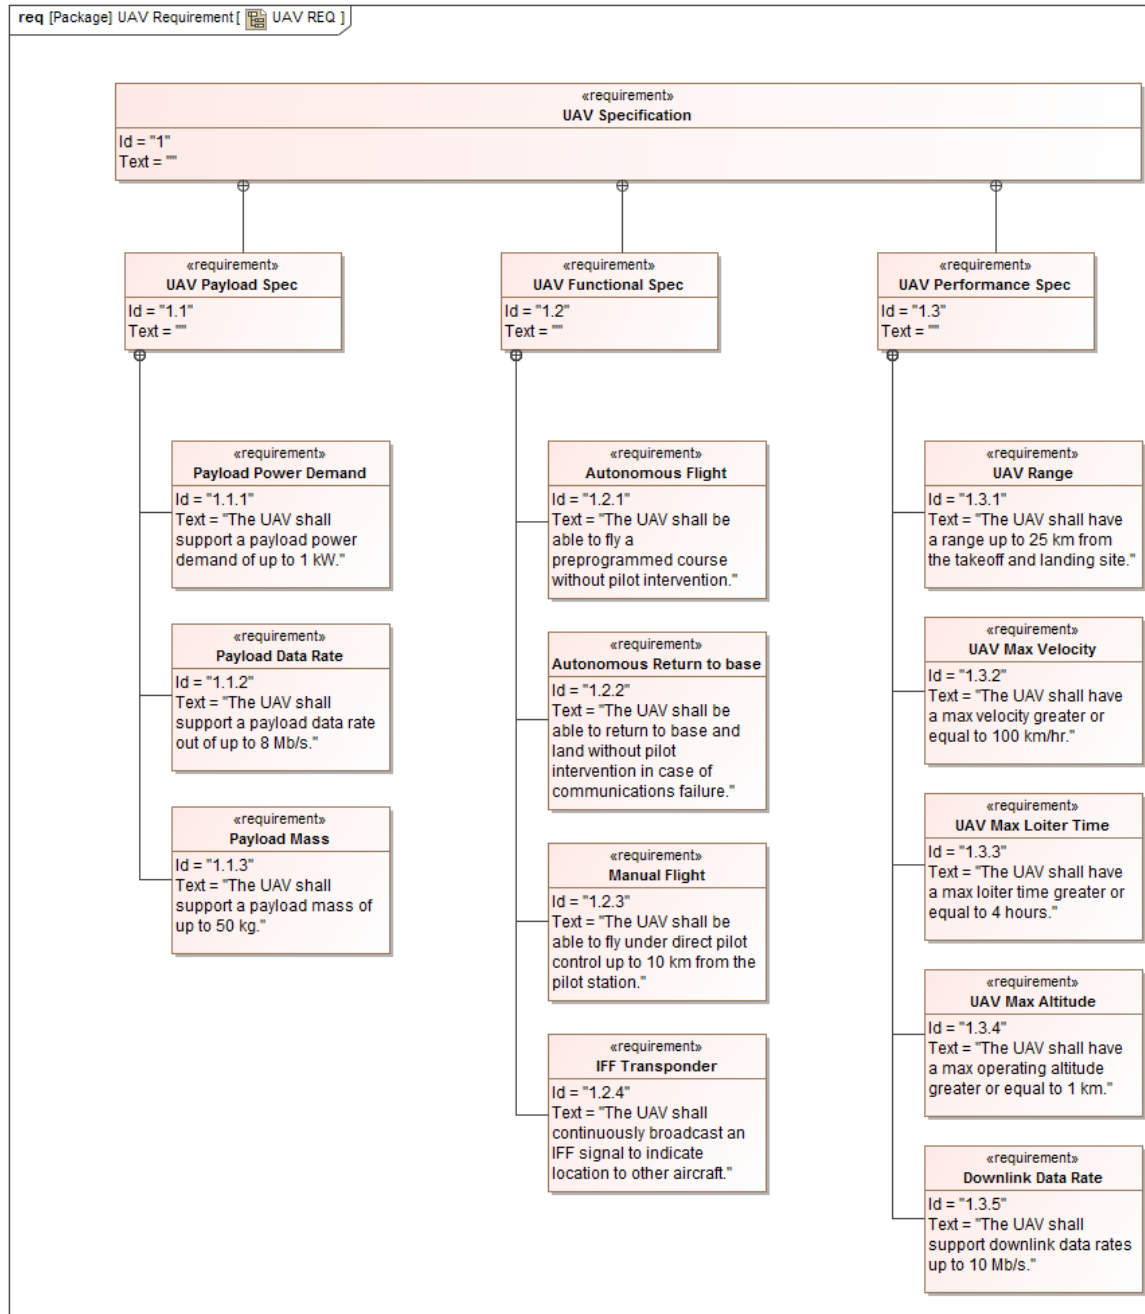 req [Package] UAV Requirement [ UAV REQ ]
«requirement»
UAV Specification
Id = "1"
Text = ""
«requirement»
UAV Payload Spec
Id = "1.1"
Text = ""
«requirement»
Payload Power Demand
Id = "1.1.1"
Text = "The UAV shall
support a payload power
demand of up to 1 kW."
«requirement»
Payload Data Rate
Id = "1.1.2"
Text = "The UAV shall
support a payload data rate
out of up to 8 Mb/s."
«requirement»
Payload Mass
Id = "1.1.3"
Text = "The UAV shall
support a payload mass of
up to 50 kg."
«requirement»
UAV Functional Spec
Id = "1.2"
Text = ""
«requirement»
Autonomous Flight
Id = "1.2.1"
Text = "The UAV shall be
able to fly a
preprogrammed course
without pilot intervention."
«requirement»
Autonomous Return to base
Id = "1.2.2"
Text = "The UAV shall be
able to return to base and
land without pilot
intervention in case of
communications failure."
«requirement»
Manual Flight
Id = "1.2.3"
Text = "The UAV shall be
able to fly under direct pilot
control up to 10 km from the
pilot station."
«requirement»
IFF Transponder
Id = "1.2.4"
Text = "The UAV shall
continuously broadcast an
IFF signal to indicate
location to other aircraft."
«requirement»
UAV Performance Spec
Id = "1.3"
Text = ""
«requirement»
UAV Range
Id = "1.3.1"
Text = "The UAV shall have
a range up to 25 km from
the takeoff and landing site."
«requirement»
UAV Max Velocity
Id = "1.3.2"
Text = "The UAV shall have
a max velocity greater or
equal to 100 km/hr."
«requirement»
UAV Max Loiter Time
Id = "1.3.3"
Text = "The UAV shall have
a max loiter time greater or
equal to 4 hours."
«requirement»
UAV Max Altitude
Id = "1.3.4"
Text = "The UAV shall have
a max operating altitude
greater or equal to 1 km."
«requirement»
Downlink Data Rate
Id = "1.3.5"
Text = "The UAV shall
support downlink data rates
up to 10 Mb/s."